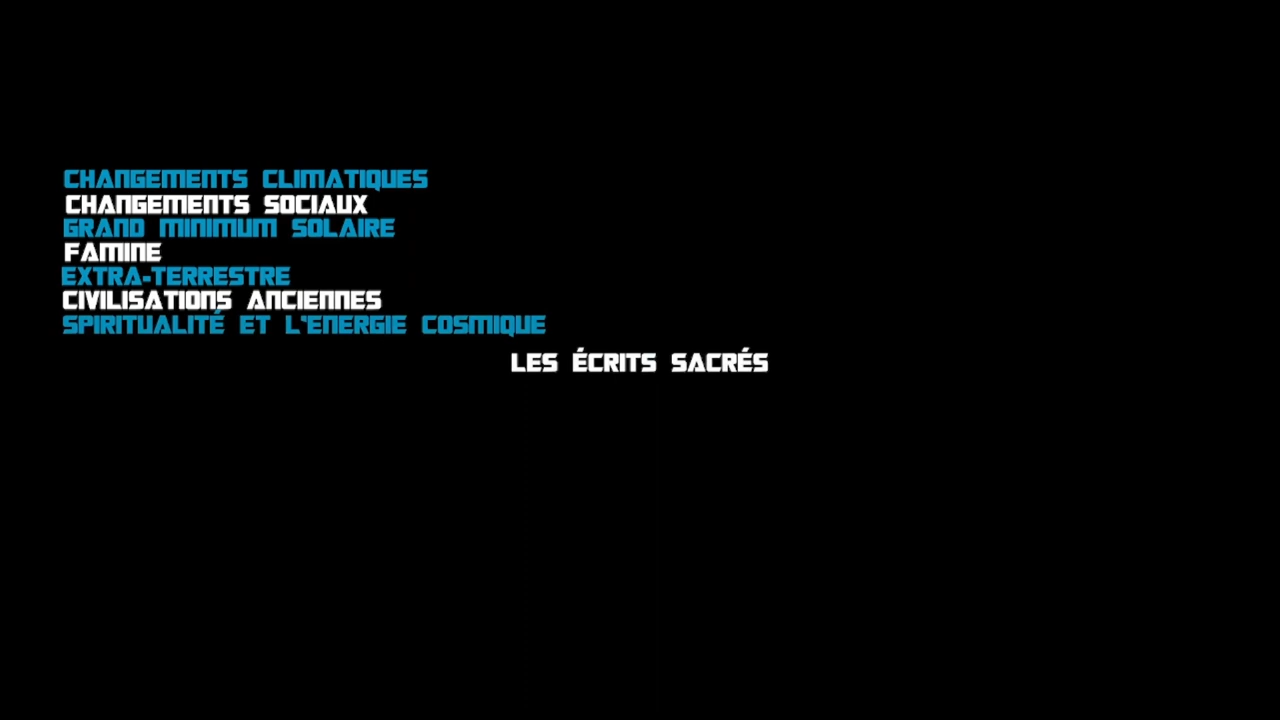 CHANGEMENTS CLIMATIQUES
CHANGEMENTS SOCIAUX
GRAND MINIMUM SOLAIRE
FAMINE
EXTRA-TERRESTRE
CIVILISATIONS ANCIENNES
SPIRITUALITÉ ET L'ENERGIE COSMIQUE
LES ÉCRITS SACRÉS